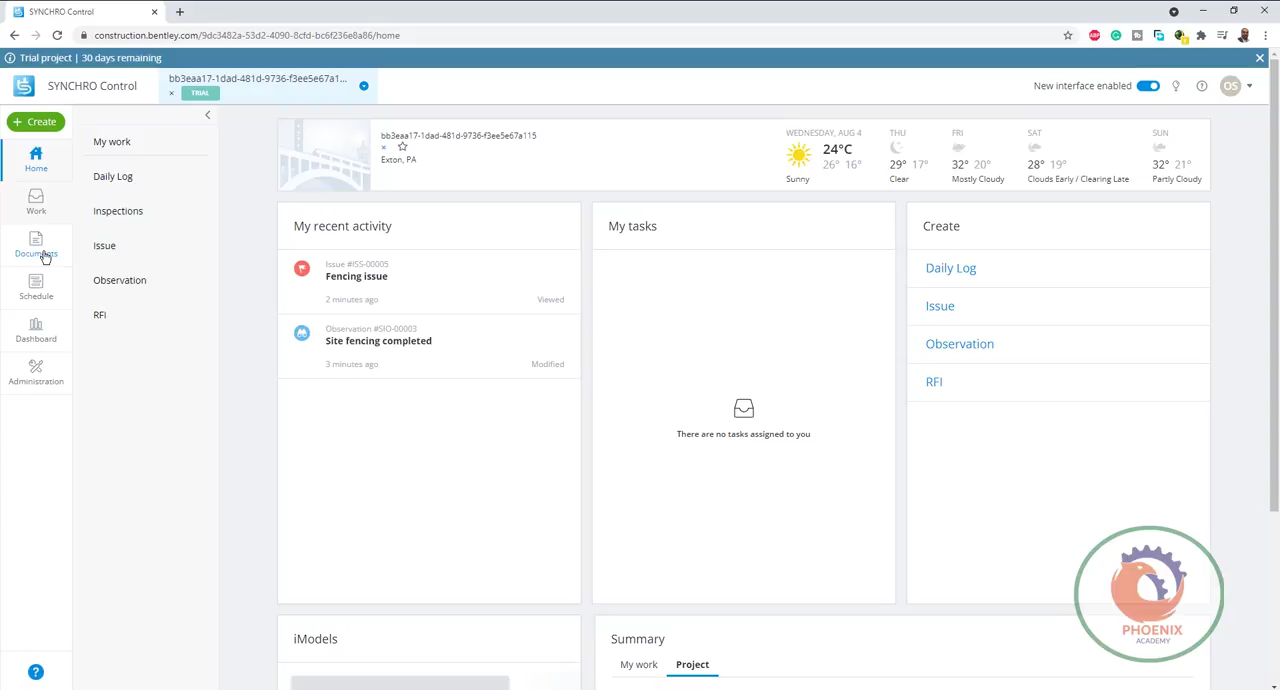 SYNCHRO Control
construction.bentley.com/9dc3482a-53d2-4090-8cfd-bc6f236e8a86/home
Trial project | 30 days remaining
SYNCHRO Control
bb3eaa17-1dad-481d-9736-f3ee5e67a1...
TRIAL
New interface enabled
OS
Create
Home
Work
Documents
Schedule
Dashboard
Administration
My work
Daily Log
Inspections
Issue
Observation
RFI
bb3eaa17-1dad-481d-9736-f3ee5e67a115
Exton, PA
WEDNESDAY, AUG 4
24°C
26° 16°
Sunny
THU
29° 17°
Clear
FRI
32° 20°
Mostly Cloudy
SAT
28° 19°
Clouds Early / Clearing Late
SUN
32° 21°
Partly Cloudy
My recent activity
Issue #ISS-00005
Fencing issue
2 minutes ago Viewed
Observation #SIO-00003
Site fencing completed
3 minutes ago Modified
My tasks
There are no tasks assigned to you
Create
Daily Log
Issue
Observation
RFI
iModels
Summary
My work Project
PHOENIX
ACADEMY